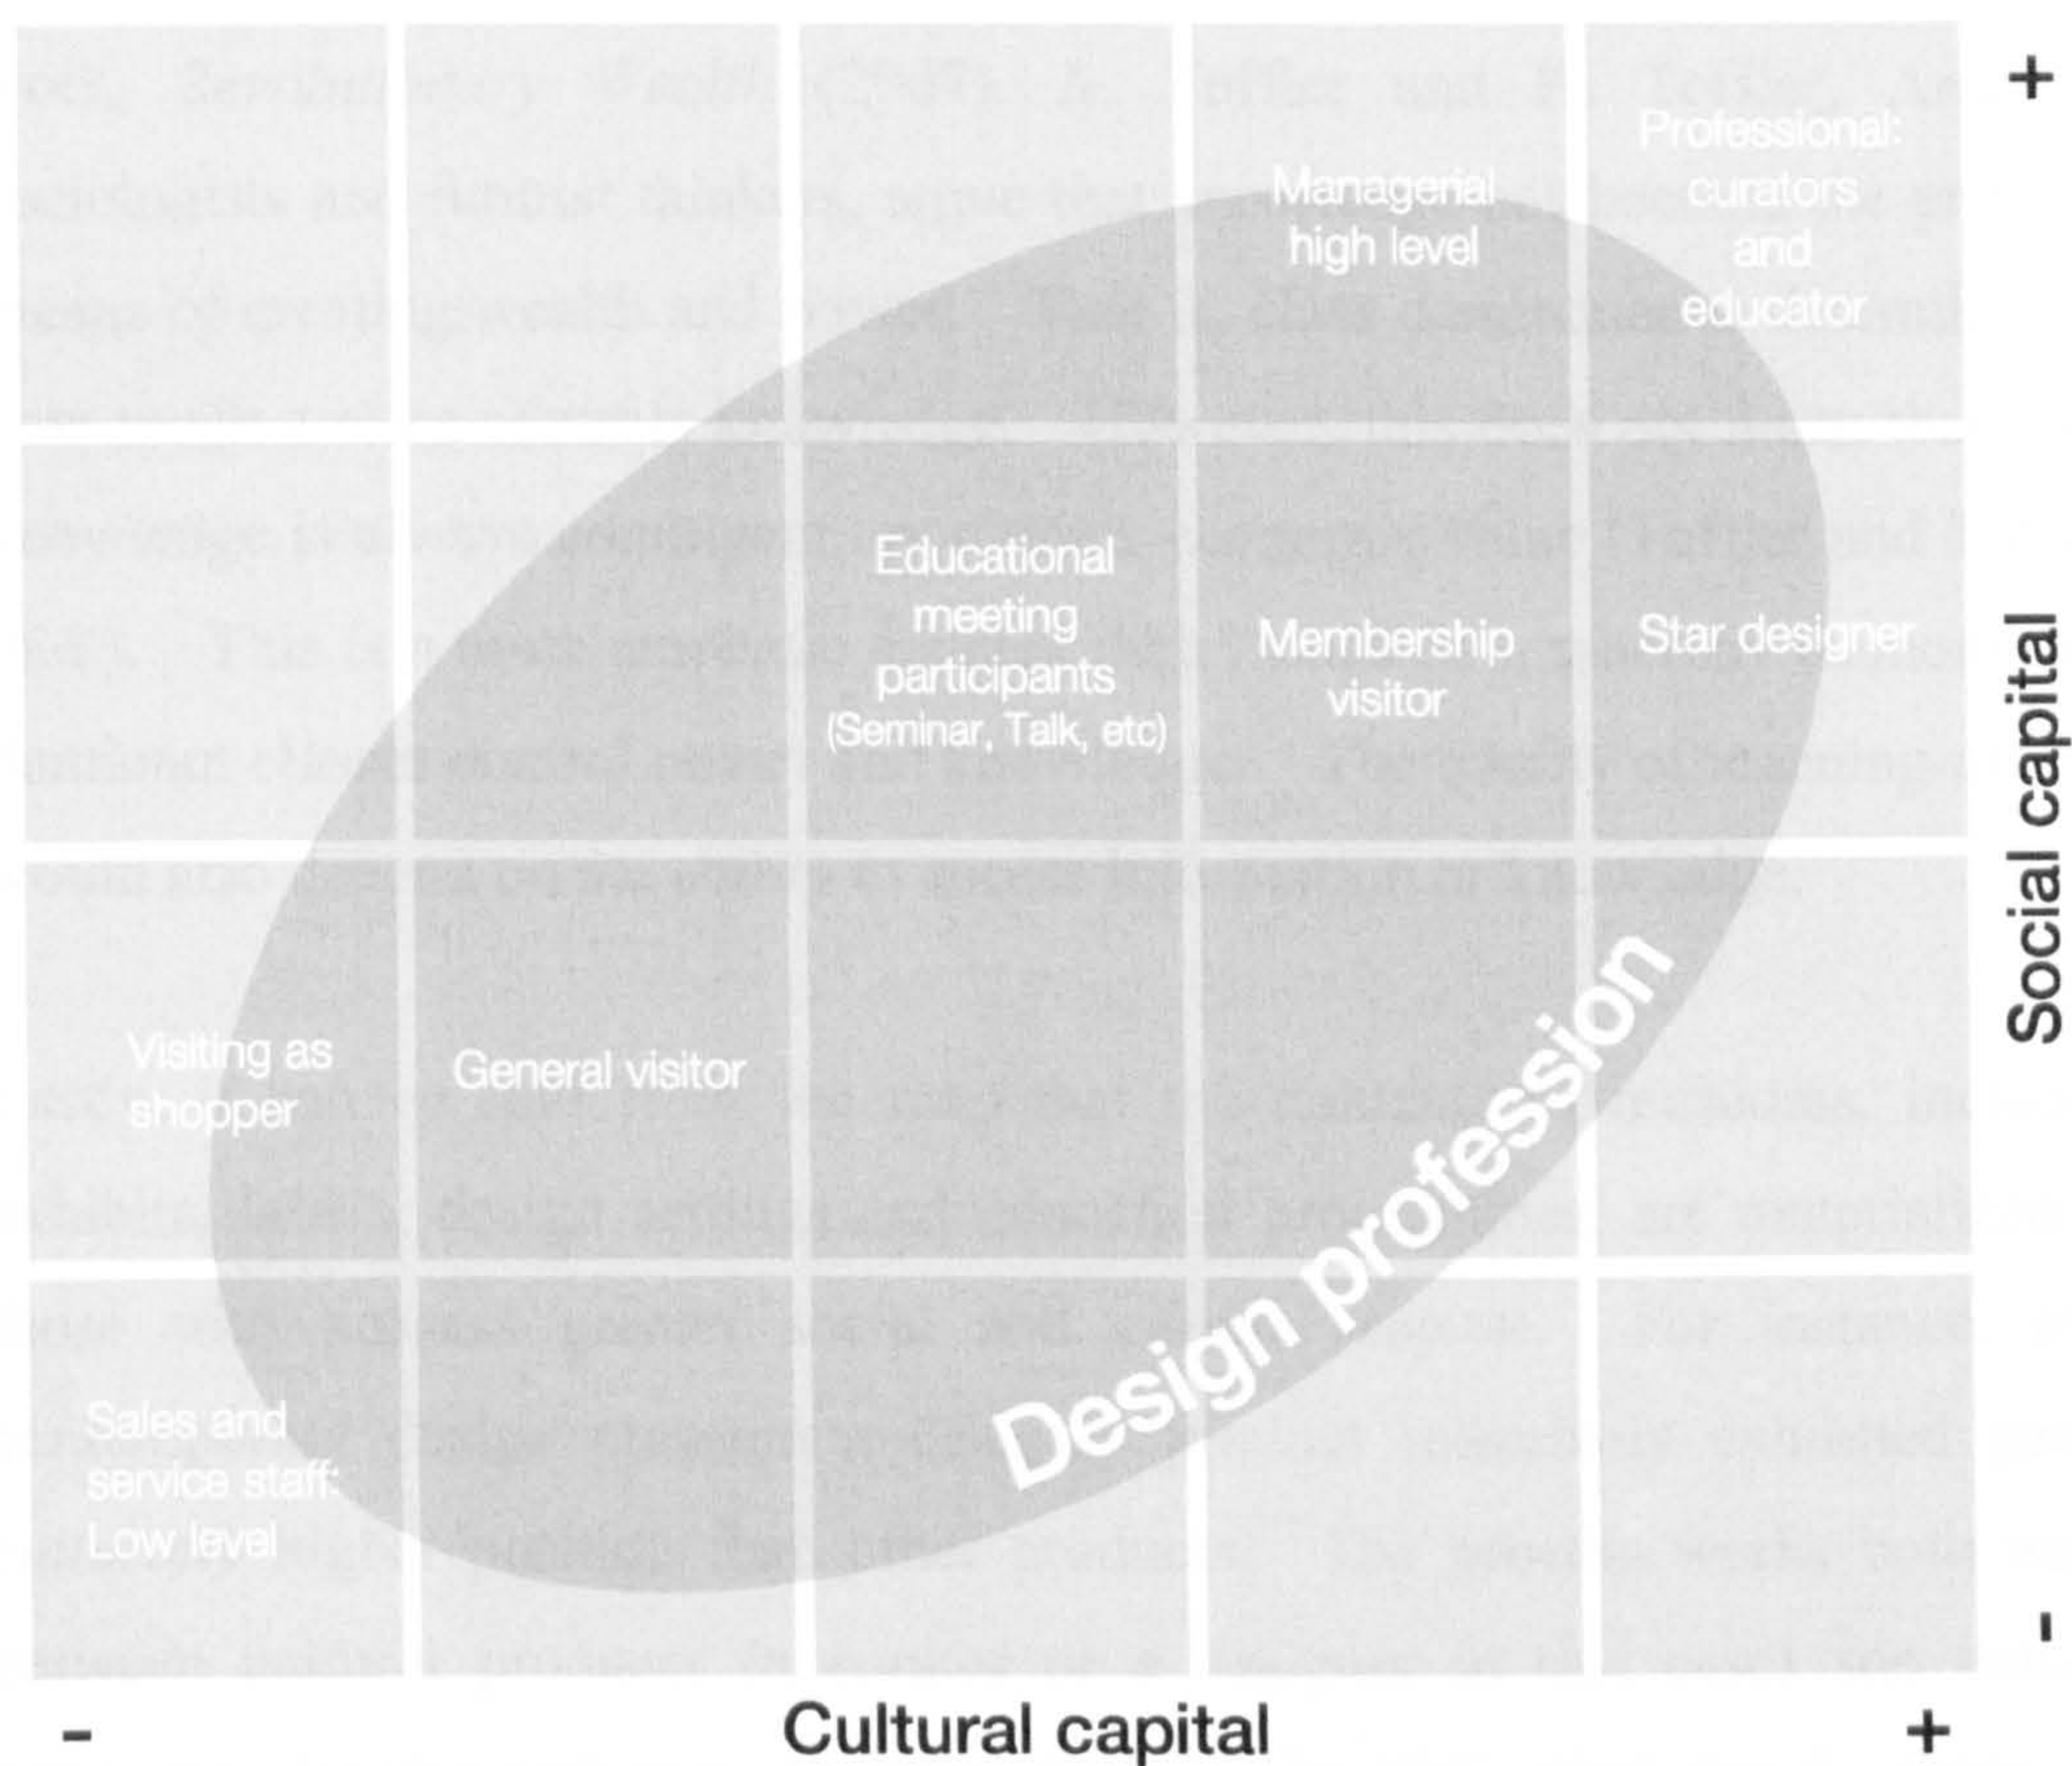 +
Professional:
curators
and
educator
Managerial
high level
Educational
meeting
participants
(Seminar, Talk, etc)
Membership
visitor
Star designer
Social capital
Visiting as
shopper
General visitor
Design profession
Sales and
service staff:
Low level
-
-
Cultural capital
+